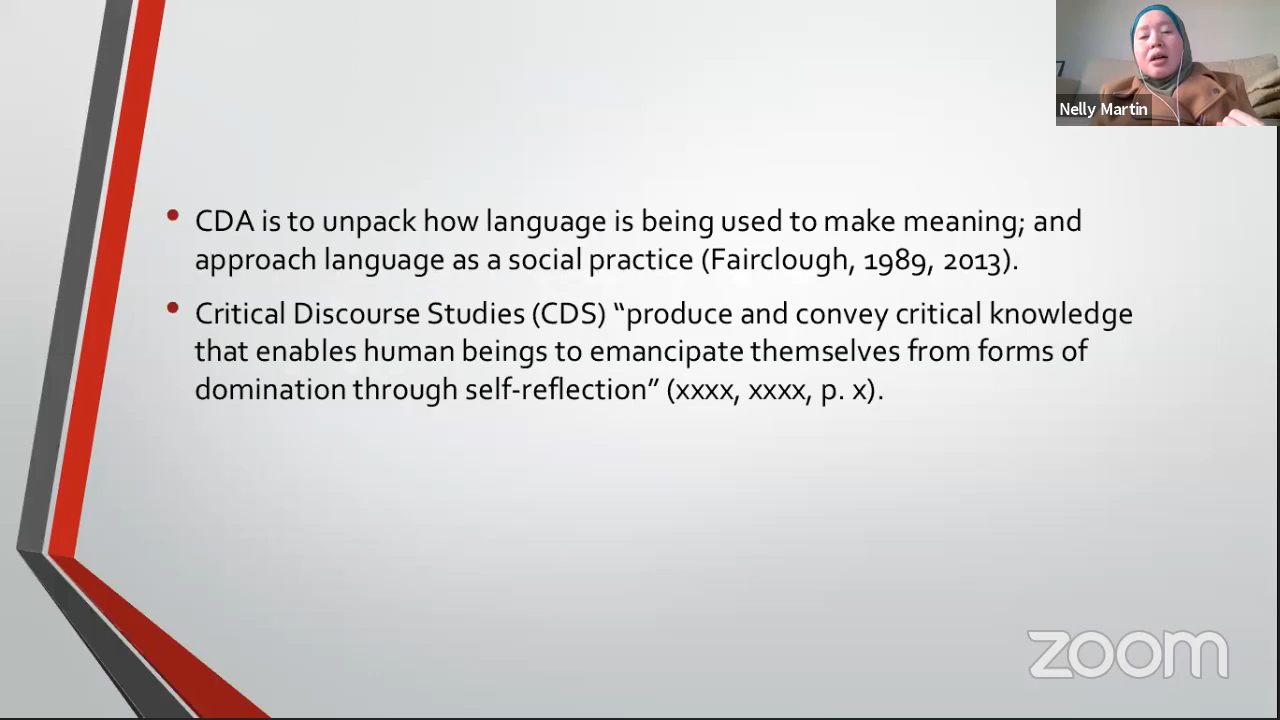 Nelly Martin
• CDA is to unpack how language is being used to make meaning; and
approach language as a social practice (Fairclough, 1989, 2013).
• Critical Discourse Studies (CDS) “produce and convey critical knowledge
that enables human beings to emancipate themselves from forms of
domination through self-reflection” (xxxx, xxxx, p. x).
zoom